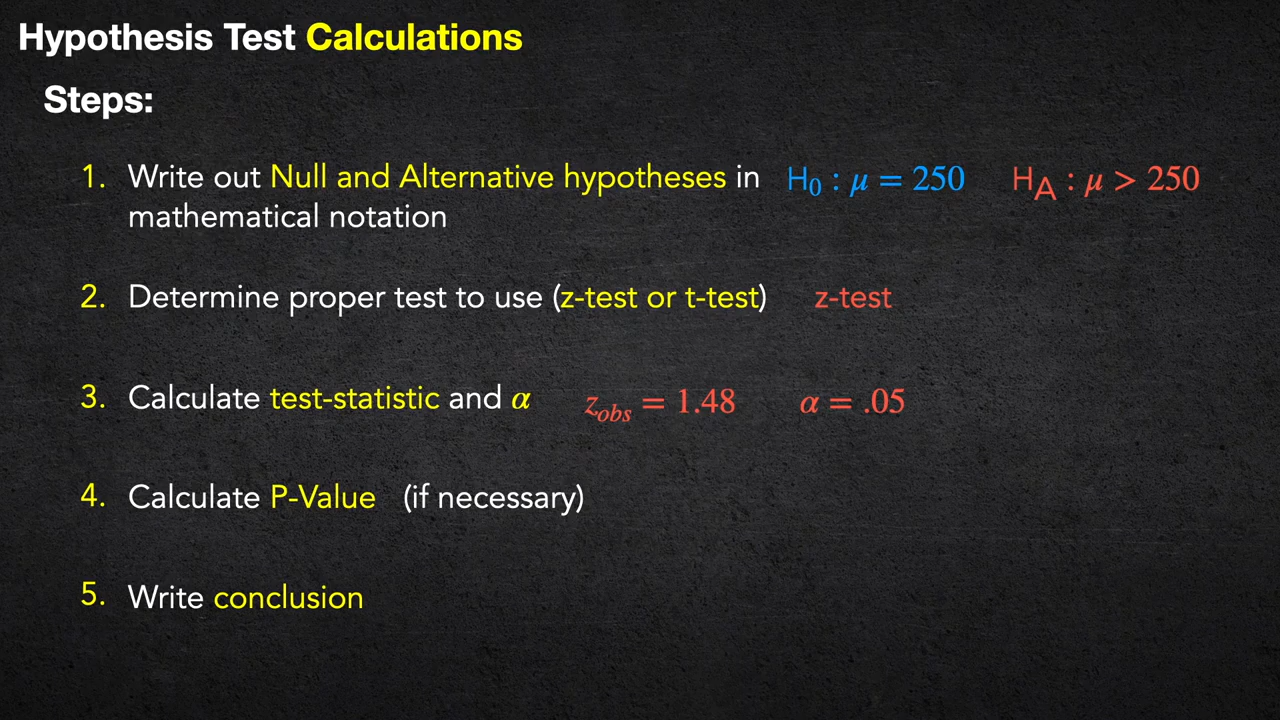 Hypothesis Test Calculations
Steps:
1. Write out Null and Alternative hypotheses in H₀ : μ = 250 H_A : μ > 250
mathematical notation
2. Determine proper test to use (z-test or t-test) z-test
3. Calculate test-statistic and α z_obs = 1.48 α = .05
4. Calculate P-Value (if necessary)
5. Write conclusion